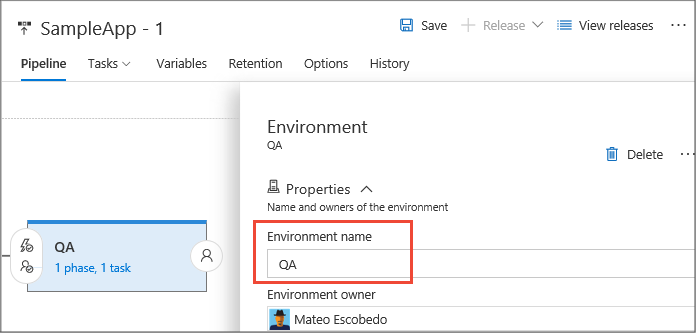 SampleApp - 1
Save
Release
View releases
Pipeline
Tasks
Variables
Retention
Options
History
Environment
QA
Delete
Properties
Name and owners of the environment
QA
1 phase, 1 task
Environment name
QA
Environment owner
Mateo Escobedo